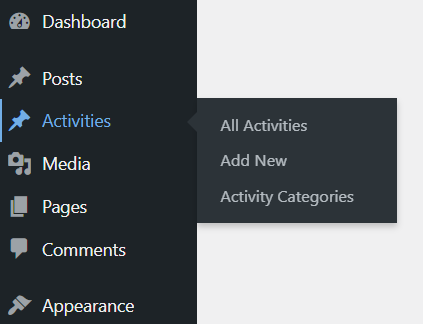 Dashboard
Posts
Activities
All Activities
Add New
Activity Categories
Media
Pages
Comments
Appearance